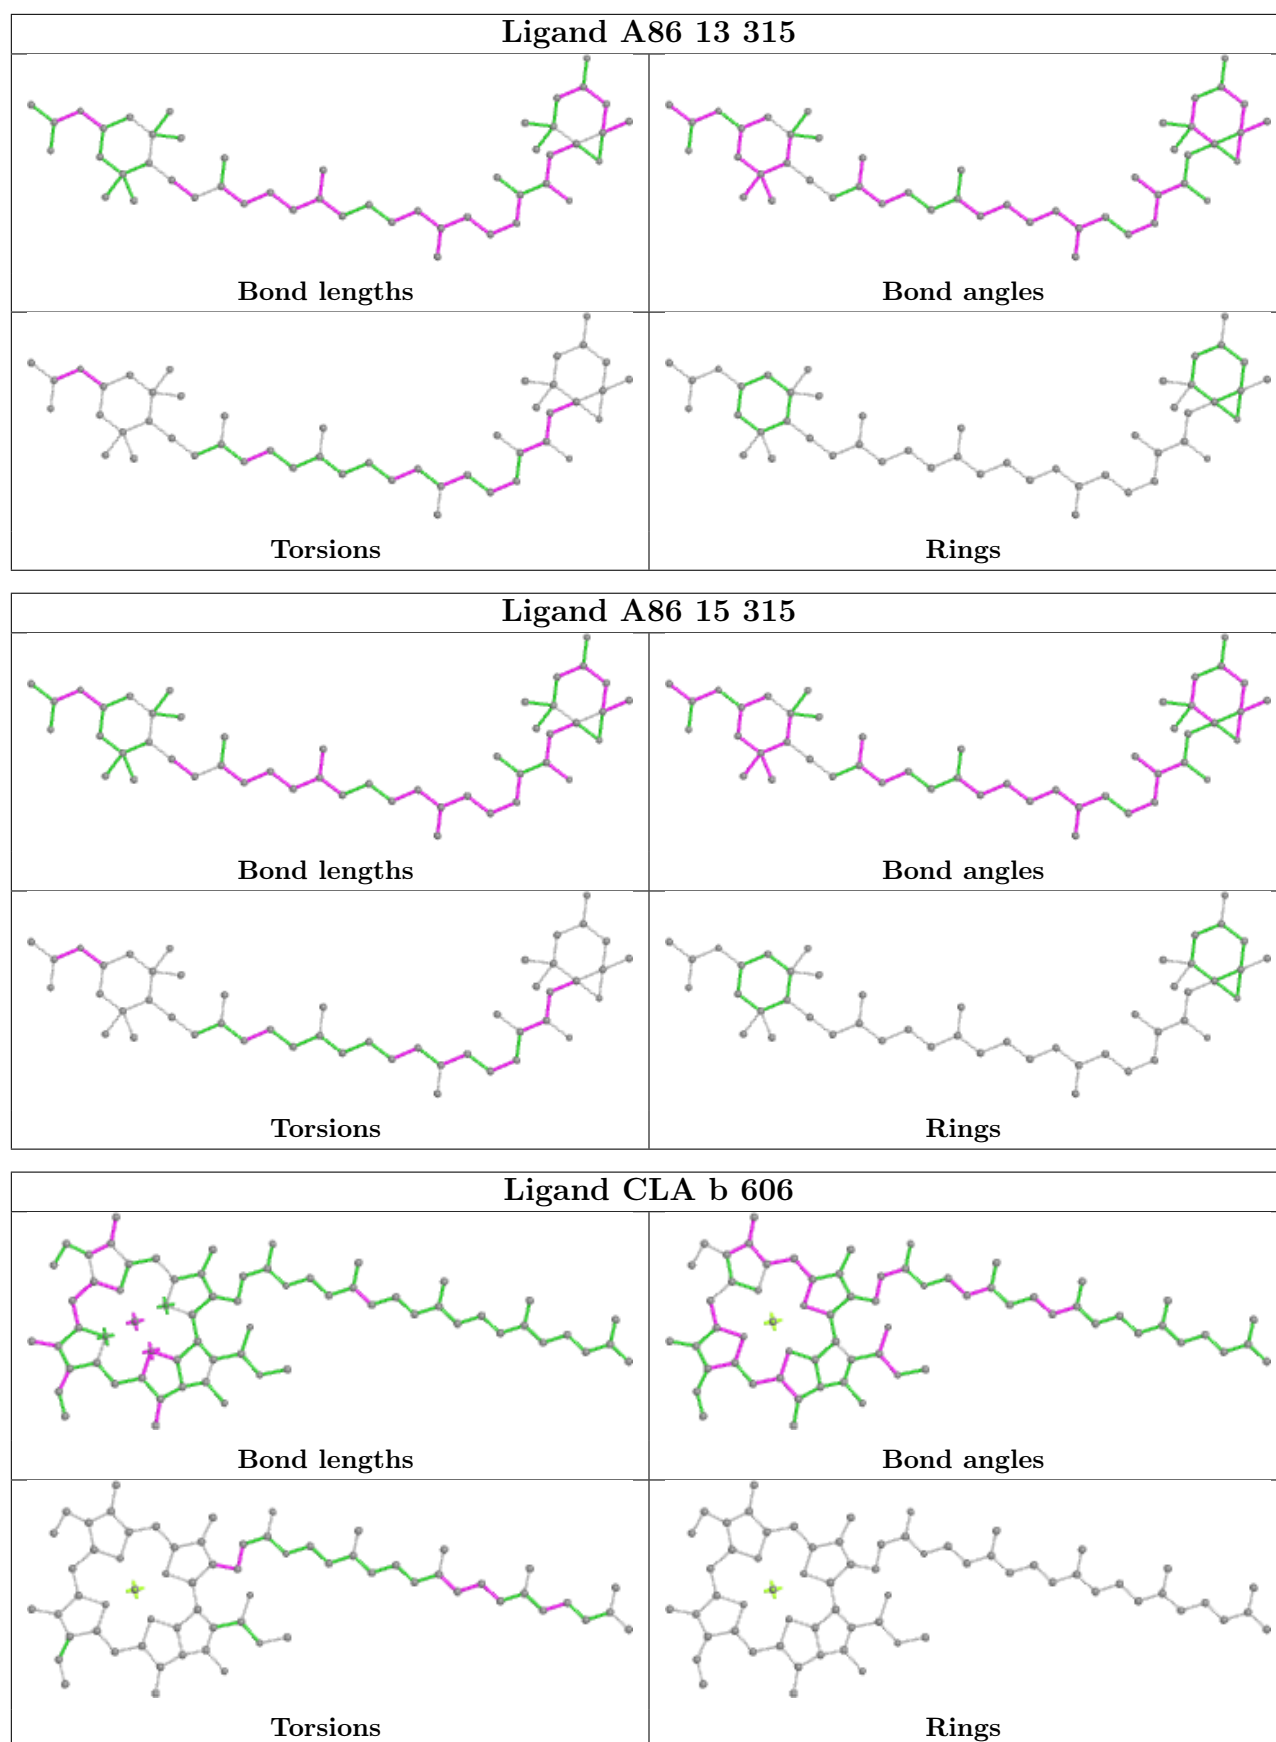 Ligand A86 13 315
Bond lengths
Bond angles
Torsions
Rings
Ligand A86 15 315
Bond lengths
Bond angles
Torsions
Rings
Ligand CLA b 606
Bond lengths
Bond angles
Torsions
Rings